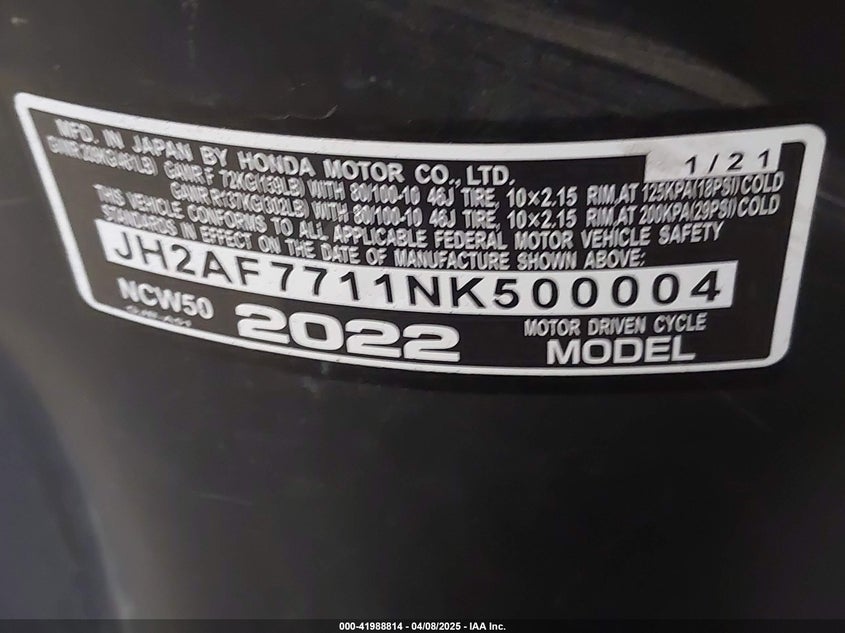 MFD. IN JAPAN BY HONDA MOTOR CO., LTD. 1/21
GAWR F 72KG(159LB) WITH 80/100-10 46J TIRE, 10×2.15 RIM, AT 125KPA(18PSI)COLD
GAWR R137KG(302LB) WITH 80/100-10 46J TIRE, 10×2.15 RIM, AT 200KPA(29PSI)COLD
THIS VEHICLE CONFORMS TO ALL APPLICABLE FEDERAL MOTOR VEHICLE SAFETY
STANDARDS IN EFFECT ON THE DATE OF MANUFACTURE SHOWN ABOVE:
JH2AF7711NK500004
NCW50 2022 MOTOR DRIVEN CYCLE
MODEL
000-41988814 - 04/08/2025 - IAA Inc.